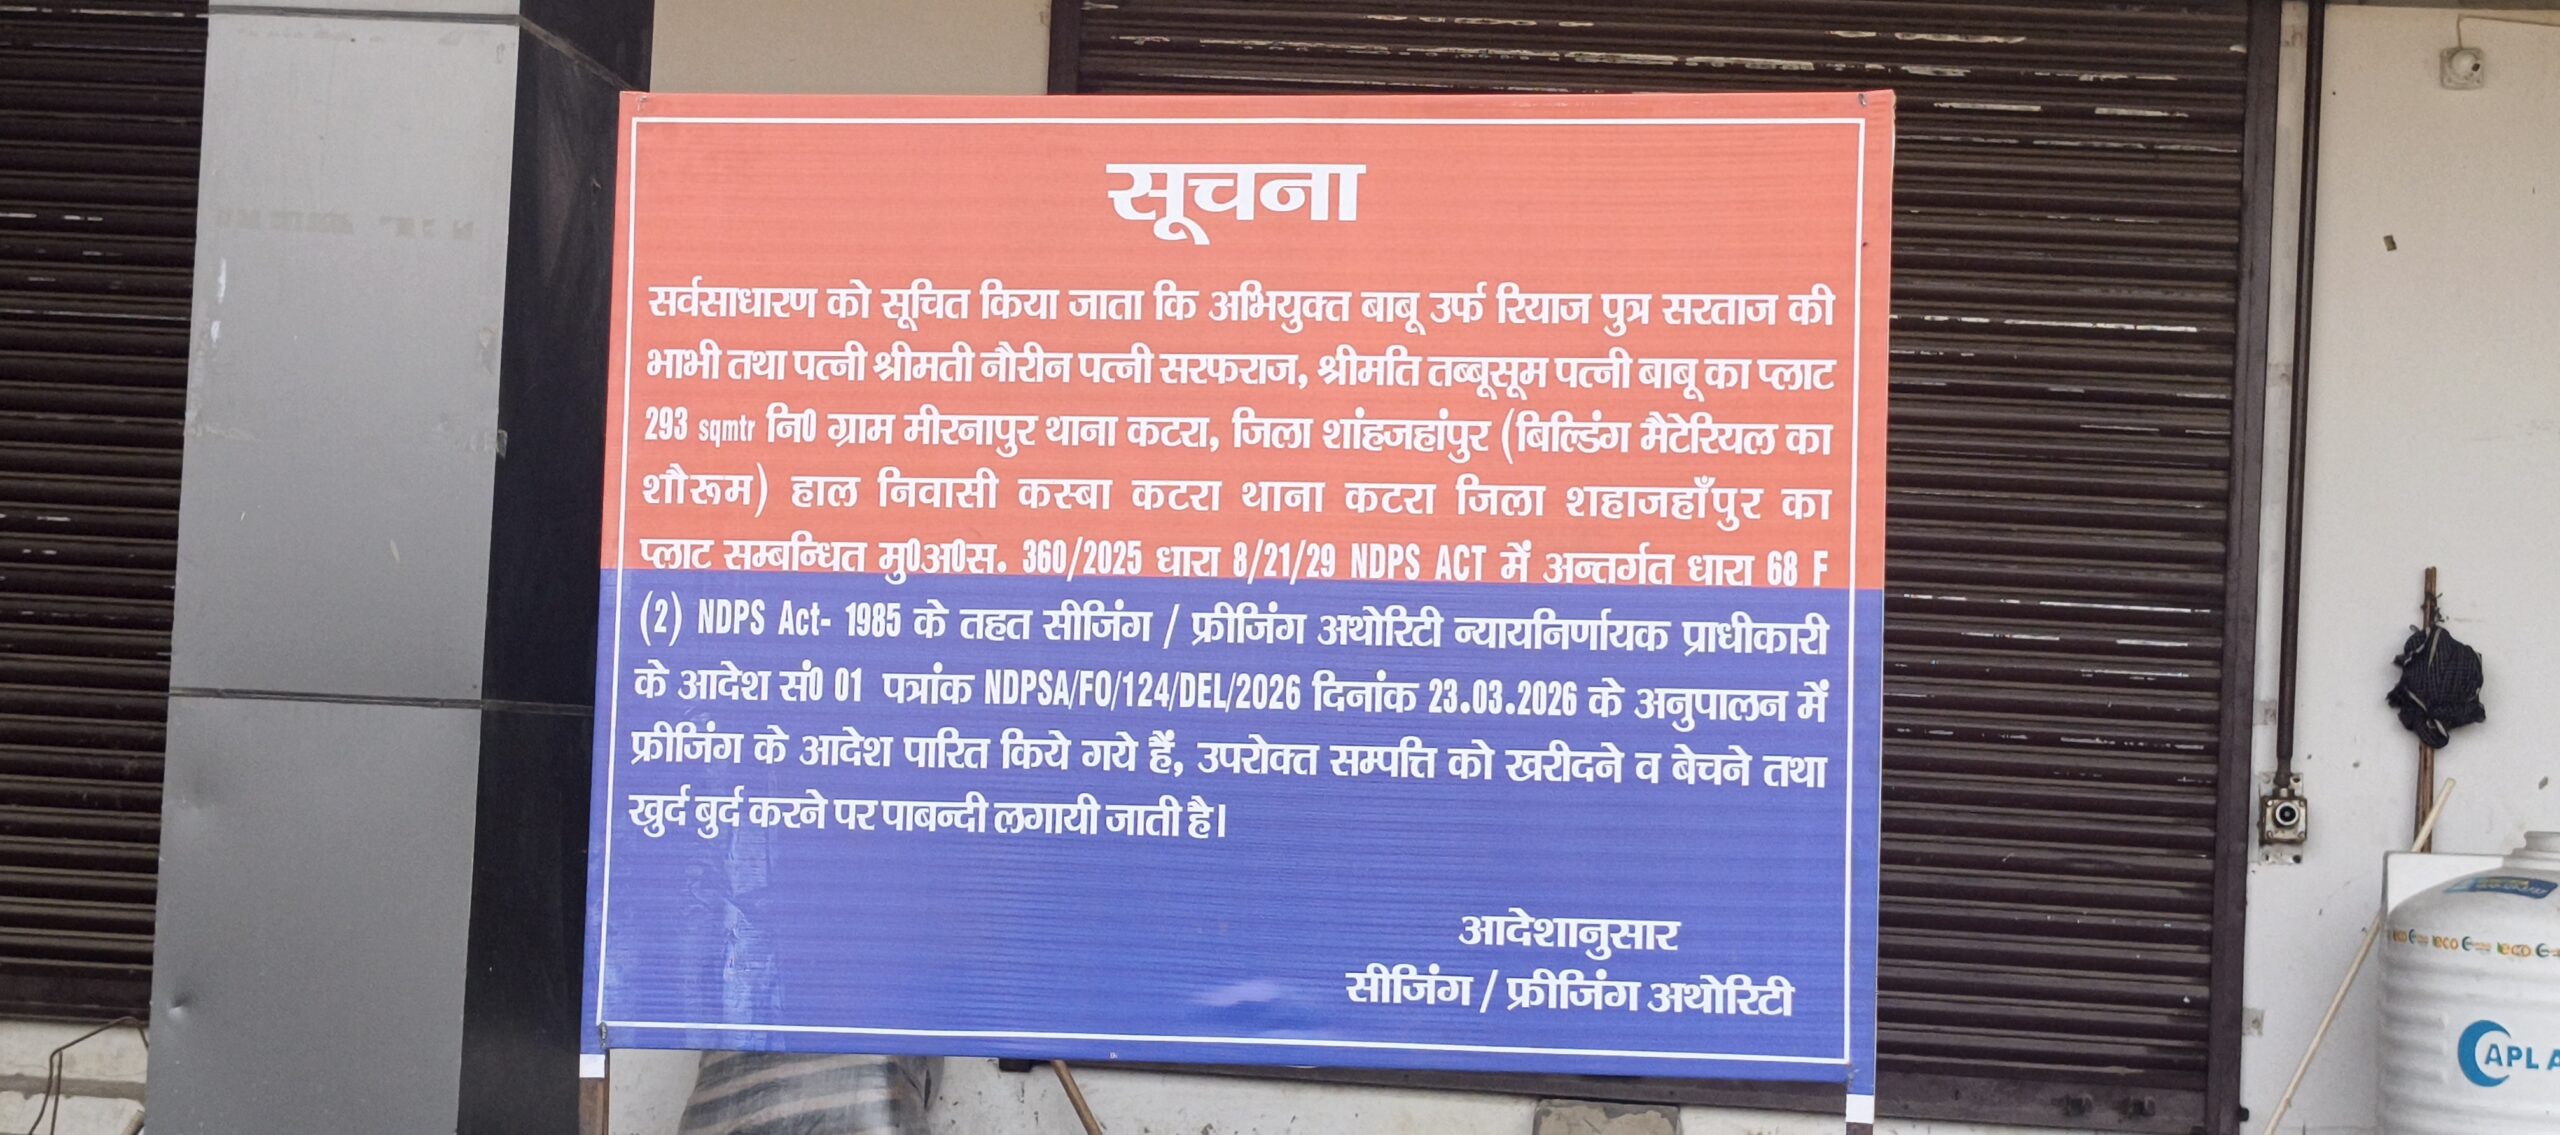 सूचना
सर्वसाधारण को सूचित किया जाता कि अभियुक्त बाबू उर्फ रियाज पुत्र सरताज की
भाभी तथा पत्नी श्रीमती नौरीन पत्नी सरफराज, श्रीमति तब्बूसूम पत्नी बाबू का प्लाट
293 sqmtr नि0 ग्राम मीरनापुर थाना कटरा, जिला शांहजहांपुर (बिल्डिंग मैटेरियल का
शौरूम) हाल निवासी कस्बा कटरा थाना कटरा जिला शहाजहाँपुर का
प्लाट सम्बन्धित मु0अ0स. 360/2025 धारा 8/21/29 NDPS ACT में अन्तर्गत धारा 68 F
(2) NDPS Act- 1985 के तहत सीजिंग / फ्रीजिंग अथोरिटी न्यायनिर्णायक प्राधीकारी
के आदेश सं0 01 पत्रांक NDPSA/FO/124/DEL/2026 दिनांक 23.03.2026 के अनुपालन में
फ्रीजिंग के आदेश पारित किये गये हैं, उपरोक्त सम्पत्ति को खरीदने व बेचने तथा
खुर्द बुर्द करने पर पाबन्दी लगायी जाती है।
आदेशानुसार
सीजिंग / फ्रीजिंग अथोरिटी
APL A